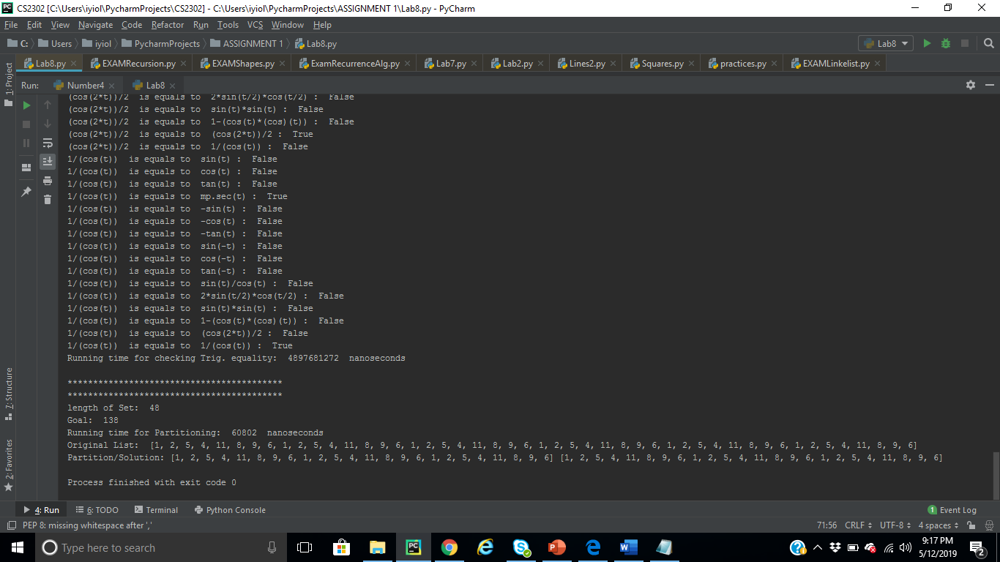 CS2302 [C:\Users\iyiol\PycharmProjects\CS2302] - C:\Users\iyiol\PycharmProjects\ASSIGNMENT 1\Lab8.py - PyCharm
File Edit View Navigate Code Refactor Run Tools VCS Window Help
C: Users iyiol PycharmProjects ASSIGNMENT 1 Lab8.py Lab8
Lab8.py EXAMRecursion.py EXAMShapes.py ExamRecurrenceAlg.py Lab7.py Lab2.py Lines2.py Squares.py practices.py EXAMLinkelist.py
1: Project
Run: Number4 Lab8
(cos(2*t))/2 is equals to 2*sin(t/2)*cos(t/2) : False
(cos(2*t))/2 is equals to sin(t)*sin(t) : False
(cos(2*t))/2 is equals to 1-(cos(t)*(cos)(t)) : False
(cos(2*t))/2 is equals to (cos(2*t))/2 : True
(cos(2*t))/2 is equals to 1/(cos(t)) : False
1/(cos(t)) is equals to sin(t) : False
1/(cos(t)) is equals to cos(t) : False
1/(cos(t)) is equals to tan(t) : False
1/(cos(t)) is equals to mp.sec(t) : True
1/(cos(t)) is equals to -sin(t) : False
1/(cos(t)) is equals to -cos(t) : False
1/(cos(t)) is equals to -tan(t) : False
1/(cos(t)) is equals to sin(-t) : False
1/(cos(t)) is equals to cos(-t) : False
1/(cos(t)) is equals to tan(-t) : False
1/(cos(t)) is equals to sin(t)/cos(t) : False
1/(cos(t)) is equals to 2*sin(t/2)*cos(t/2) : False
1/(cos(t)) is equals to sin(t)*sin(t) : False
1/(cos(t)) is equals to 1-(cos(t)*(cos)(t)) : False
1/(cos(t)) is equals to (cos(2*t))/2 : False
1/(cos(t)) is equals to 1/(cos(t)) : True
Running time for checking Trig. equality: 4897681272 nanoseconds
******************************************
******************************************
length of Set: 48
Goal: 138
Running time for Partitioning: 60802 nanoseconds
Original List: [1, 2, 5, 4, 11, 8, 9, 6, 1, 2, 5, 4, 11, 8, 9, 6, 1, 2, 5, 4, 11, 8, 9, 6, 1, 2, 5, 4, 11, 8, 9, 6, 1, 2, 5, 4, 11, 8, 9, 6, 1, 2, 5, 4, 11, 8, 9, 6]
Partition/Solution: [1, 2, 5, 4, 11, 8, 9, 6, 1, 2, 5, 4, 11, 8, 9, 6, 1, 2, 5, 4, 11, 8, 9, 6] [1, 2, 5, 4, 11, 8, 9, 6, 1, 2, 5, 4, 11, 8, 9, 6, 1, 2, 5, 4, 11, 8, 9, 6]
Process finished with exit code 0
7: Structure
2: Favorites
4: Run 6: TODO Terminal Python Console 1 Event Log
PEP 8: missing whitespace after ',' 71:56 CRLF UTF-8 4 spaces
Type here to search
9:17 PM
5/12/2019
2